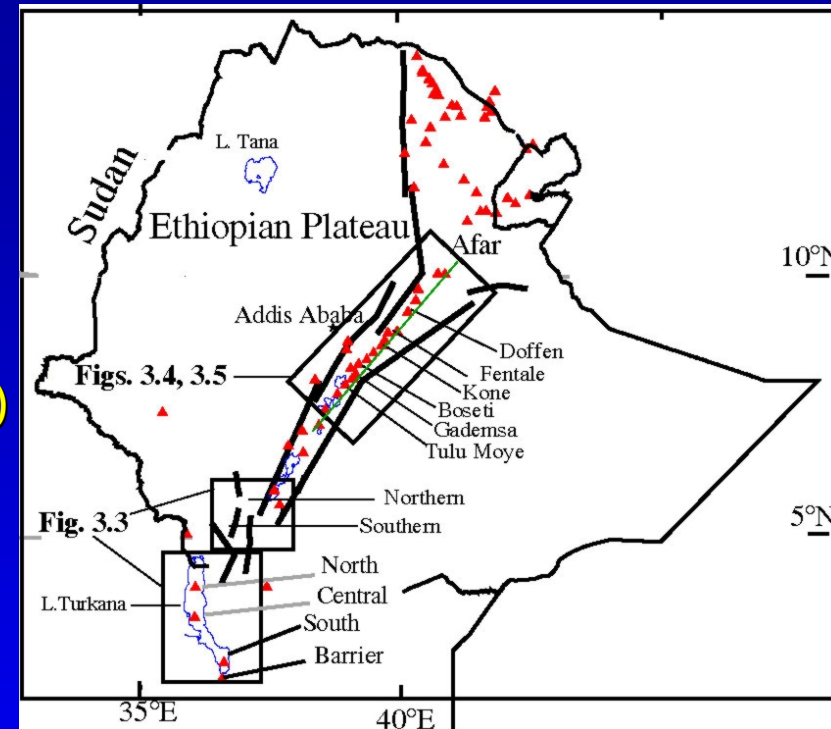 L. Tana
Sudan
Ethiopian Plateau
Afar
10°N
Addis Ababa
Doffen
Figs. 3.4, 3.5
Fentale
Kone
Boseti
Gademsa
Tulu Moye
Northern
Fig. 3.3
Southern
5°N
North
L.Turkana
Central
South
Barrier
35°E
40°E